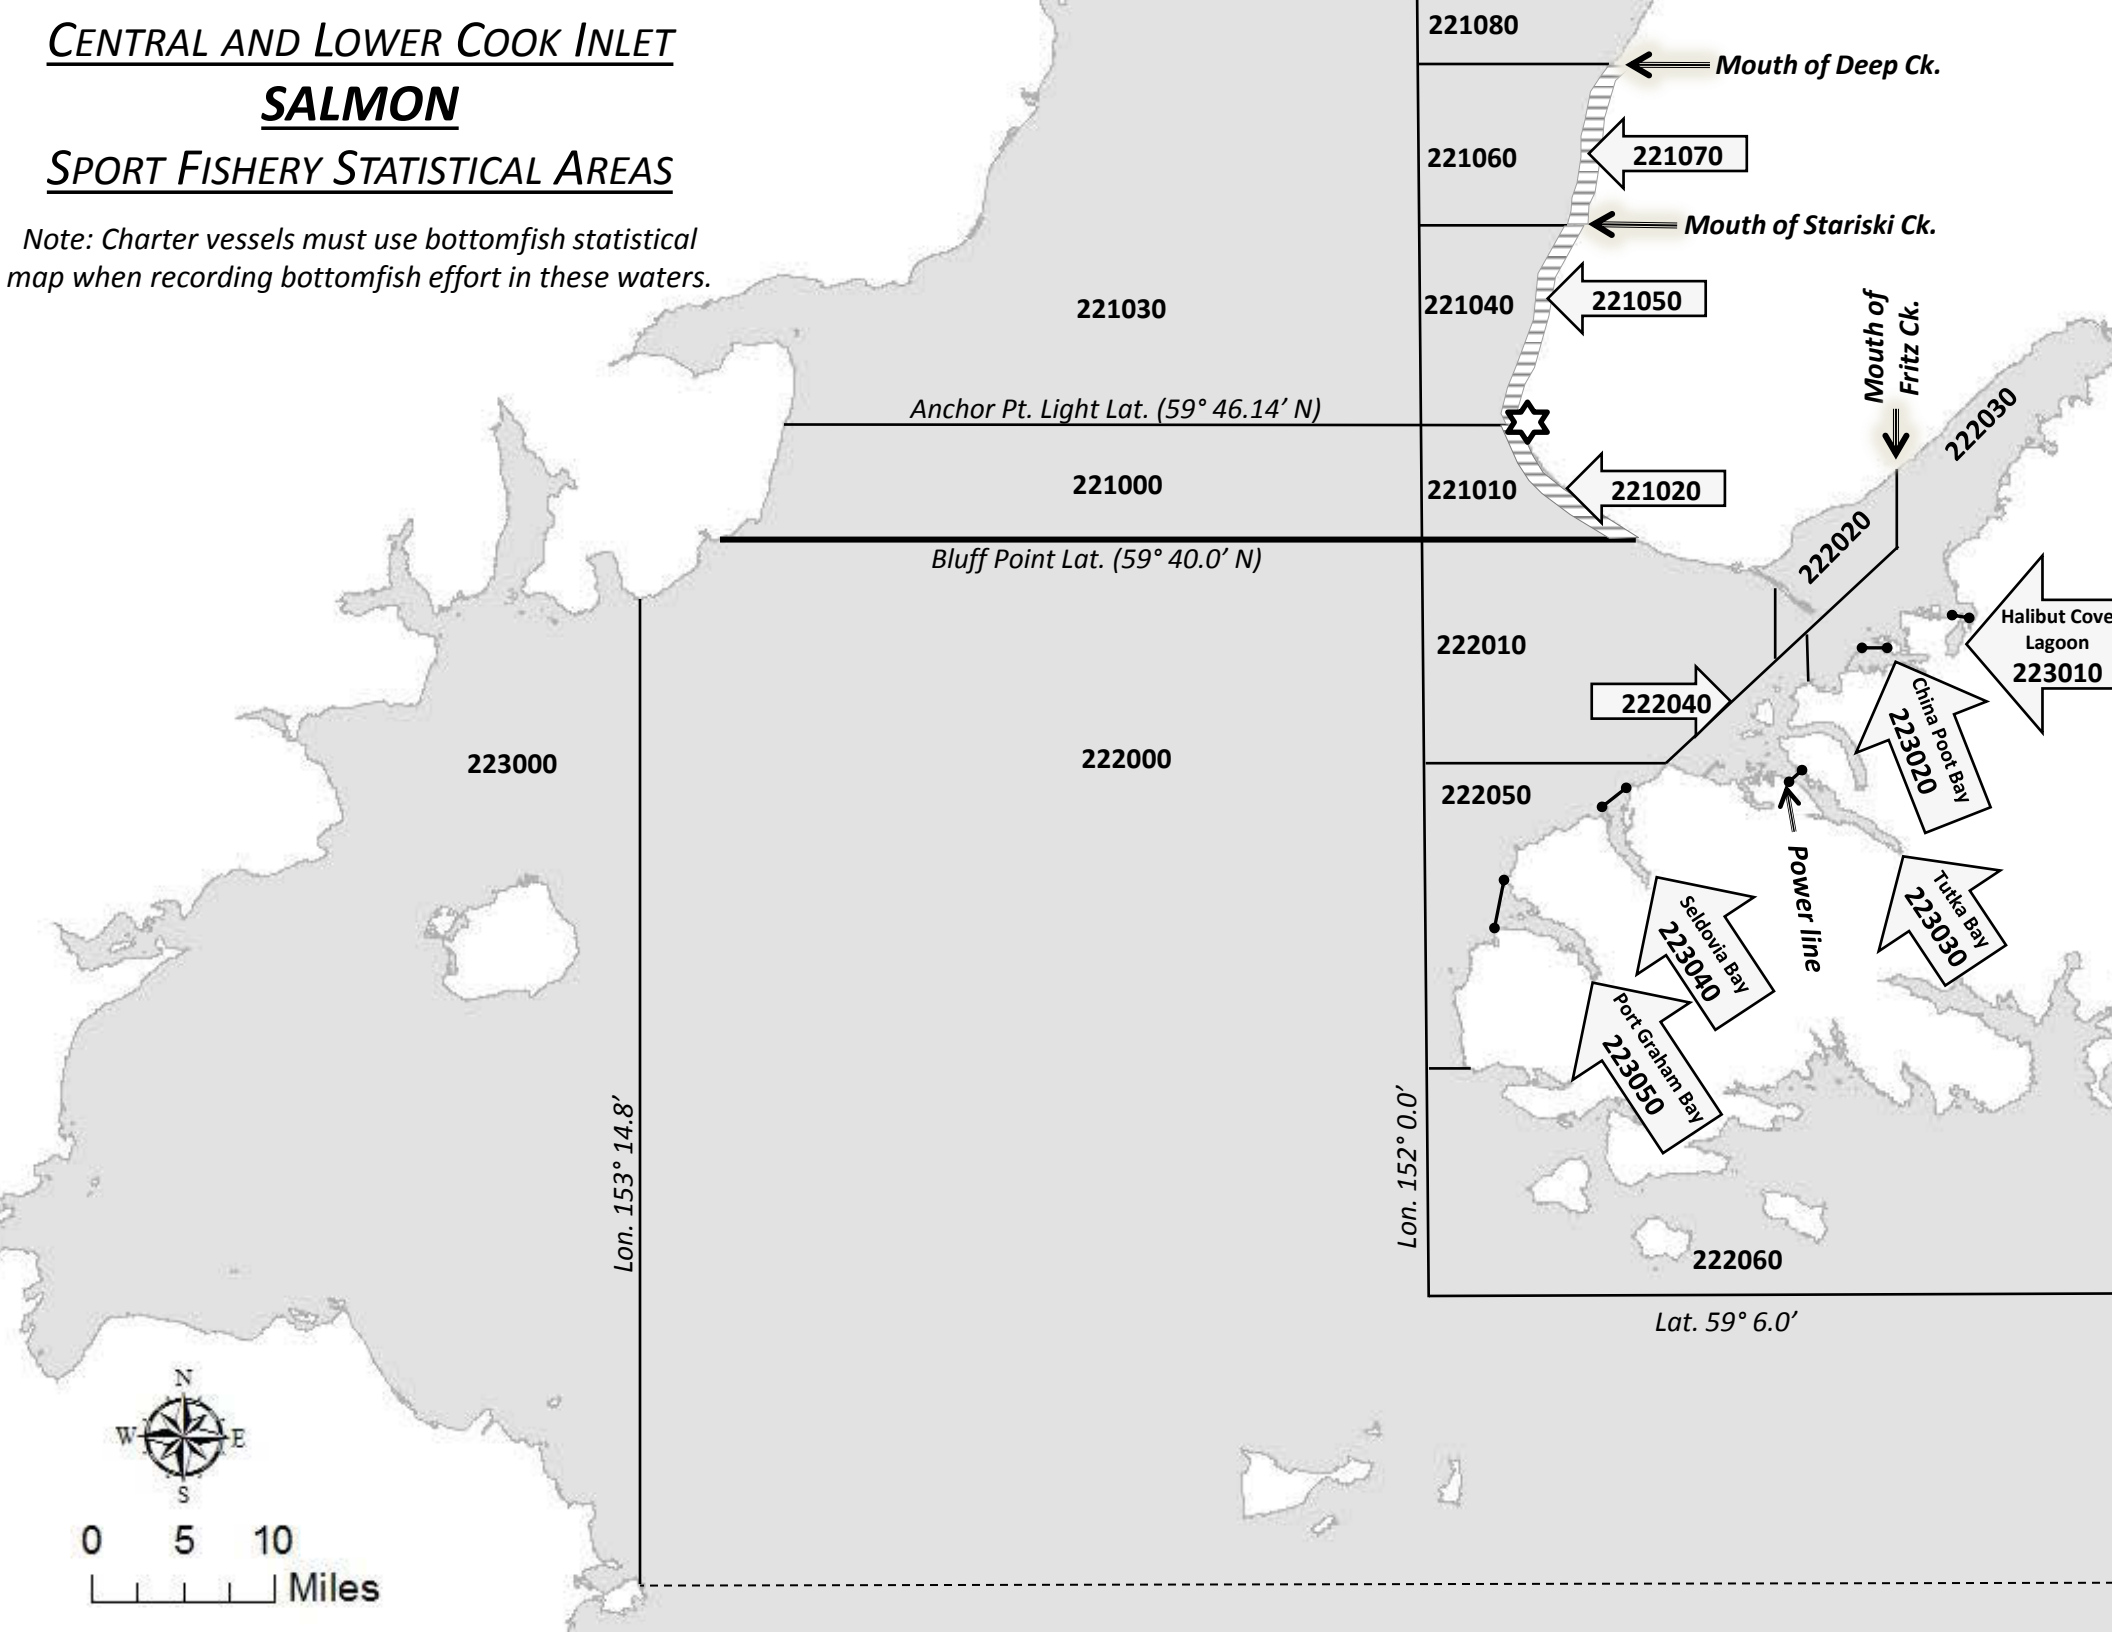 CENTRAL AND LOWER COOK INLET
SALMON
SPORT FISHERY STATISTICAL AREAS
Note: Charter vessels must use bottomfish statistical
map when recording bottomfish effort in these waters.
221080
Mouth of Deep Ck.
221060
221070
Mouth of Stariski Ck.
221030
221040
221050
Mouth of
Fritz Ck.
222030
Anchor Pt. Light Lat. (59° 46.14’ N)
221000
221010
221020
222020
Bluff Point Lat. (59° 40.0’ N)
222010
Halibut Cove
Lagoon
223010
222040
China Poot Bay
223020
223000
222000
222050
Power line
Tutka Bay
223030
Seldovia Bay
223040
Port Graham Bay
223050
Lon. 153° 14.8’
Lon. 152° 0.0’
222060
Lat. 59° 6.0’
N
W E
S
0 5 10
Miles